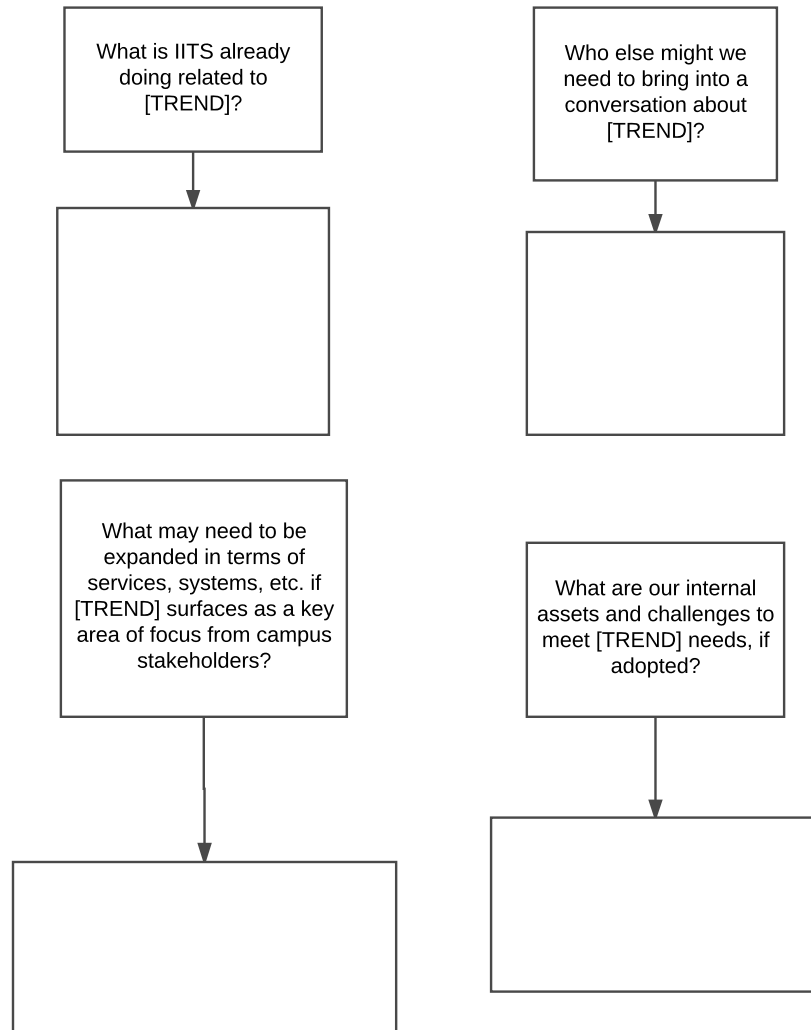 What is IITS already
doing related to
[TREND]?
Who else might we
need to bring into a
conversation about
[TREND]?
What may need to be
expanded in terms of
services, systems, etc. if
[TREND] surfaces as a key
area of focus from campus
stakeholders?
What are our internal
assets and challenges to
meet [TREND] needs, if
adopted?